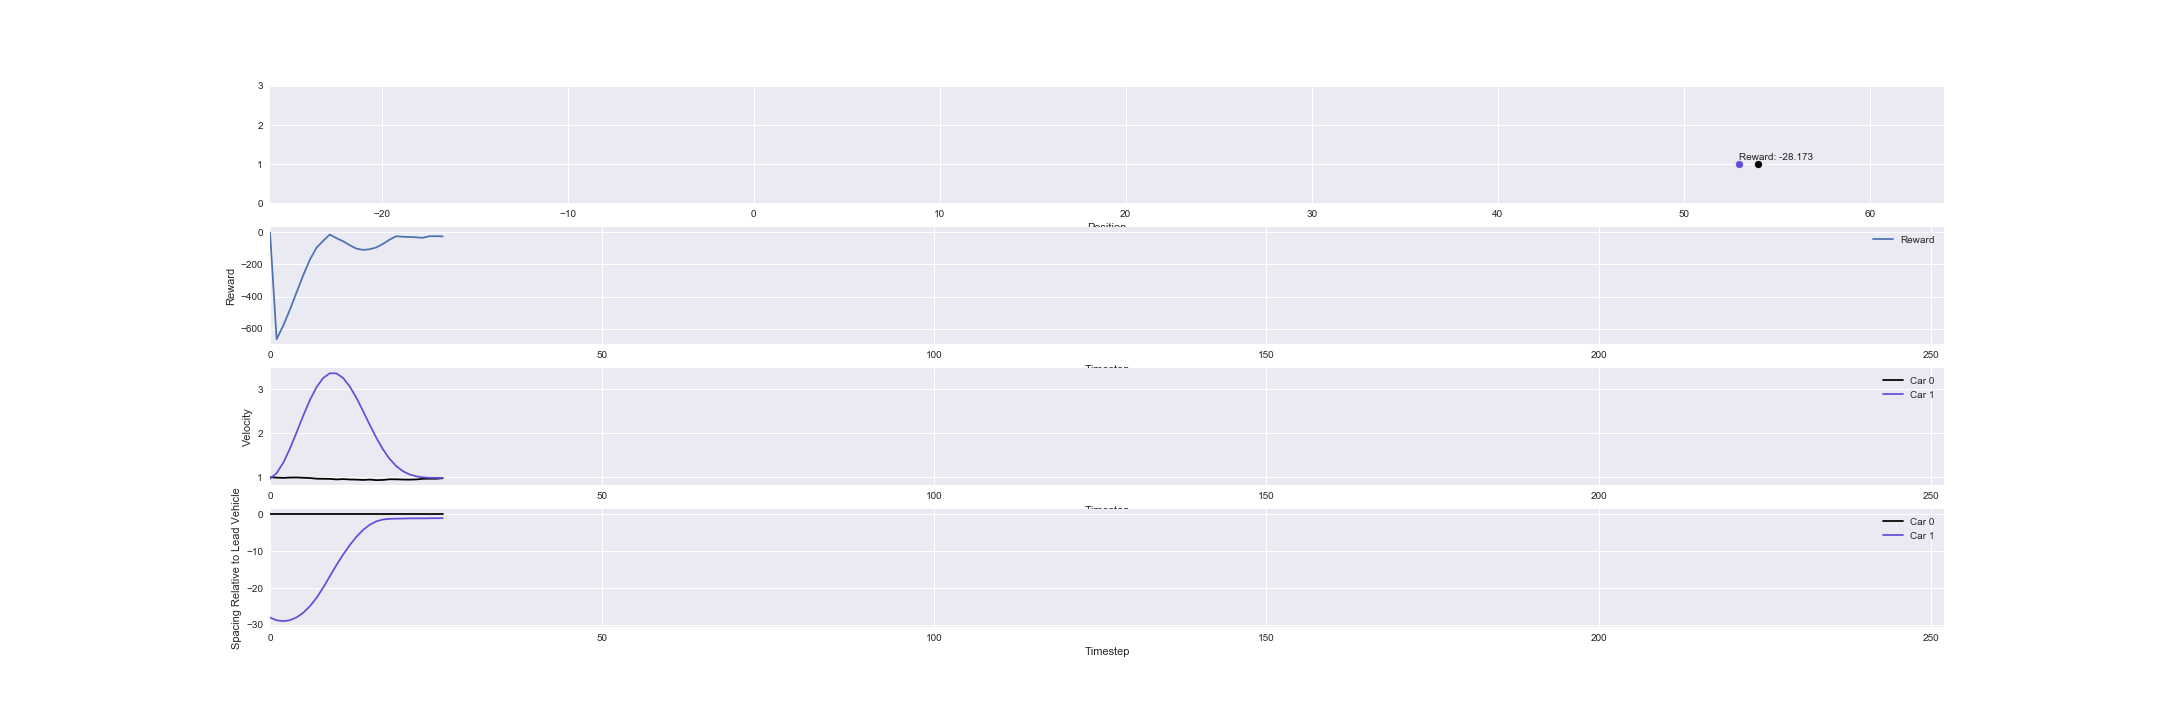 3
2
1
0
Reward: -28.173
−20 −10 0 10 20 30 40 50 60
Position
Reward
0
−200
−400
−600
Reward
0 50 100 150 200 250
Timestep
Velocity
3
2
1
Car 0
Car 1
0 50 100 150 200 250
Timestep
Spacing Relative to Lead Vehicle
0
−10
−20
−30
Car 0
Car 1
0 50 100 150 200 250
Timestep